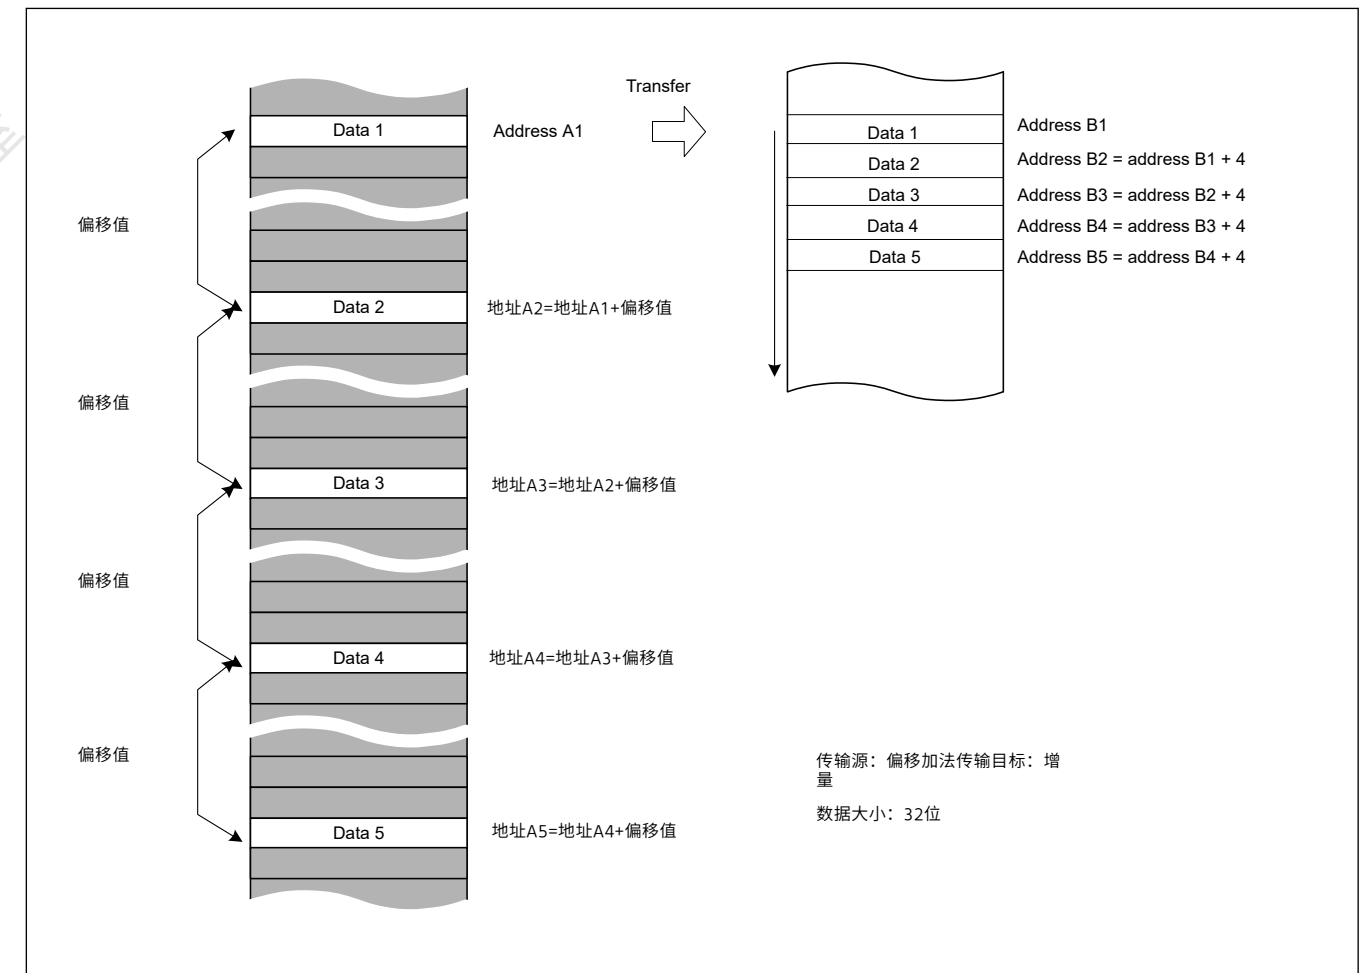 Transfer
Data 1
Address A1
Data 1
Address B1
Data 2
Address B2 = address B1 + 4
Data 3
Address B3 = address B2 + 4
偏移值
Data 4
Address B4 = address B3 + 4
Data 5
Address B5 = address B4 + 4
Data 2
地址A2=地址A1+偏移值
偏移值
Data 3
地址A3=地址A2+偏移值
偏移值
Data 4
地址A4=地址A3+偏移值
偏移值
传输源：偏移加法传输目标：增
量
数据大小：32位
Data 5
地址A5=地址A4+偏移值